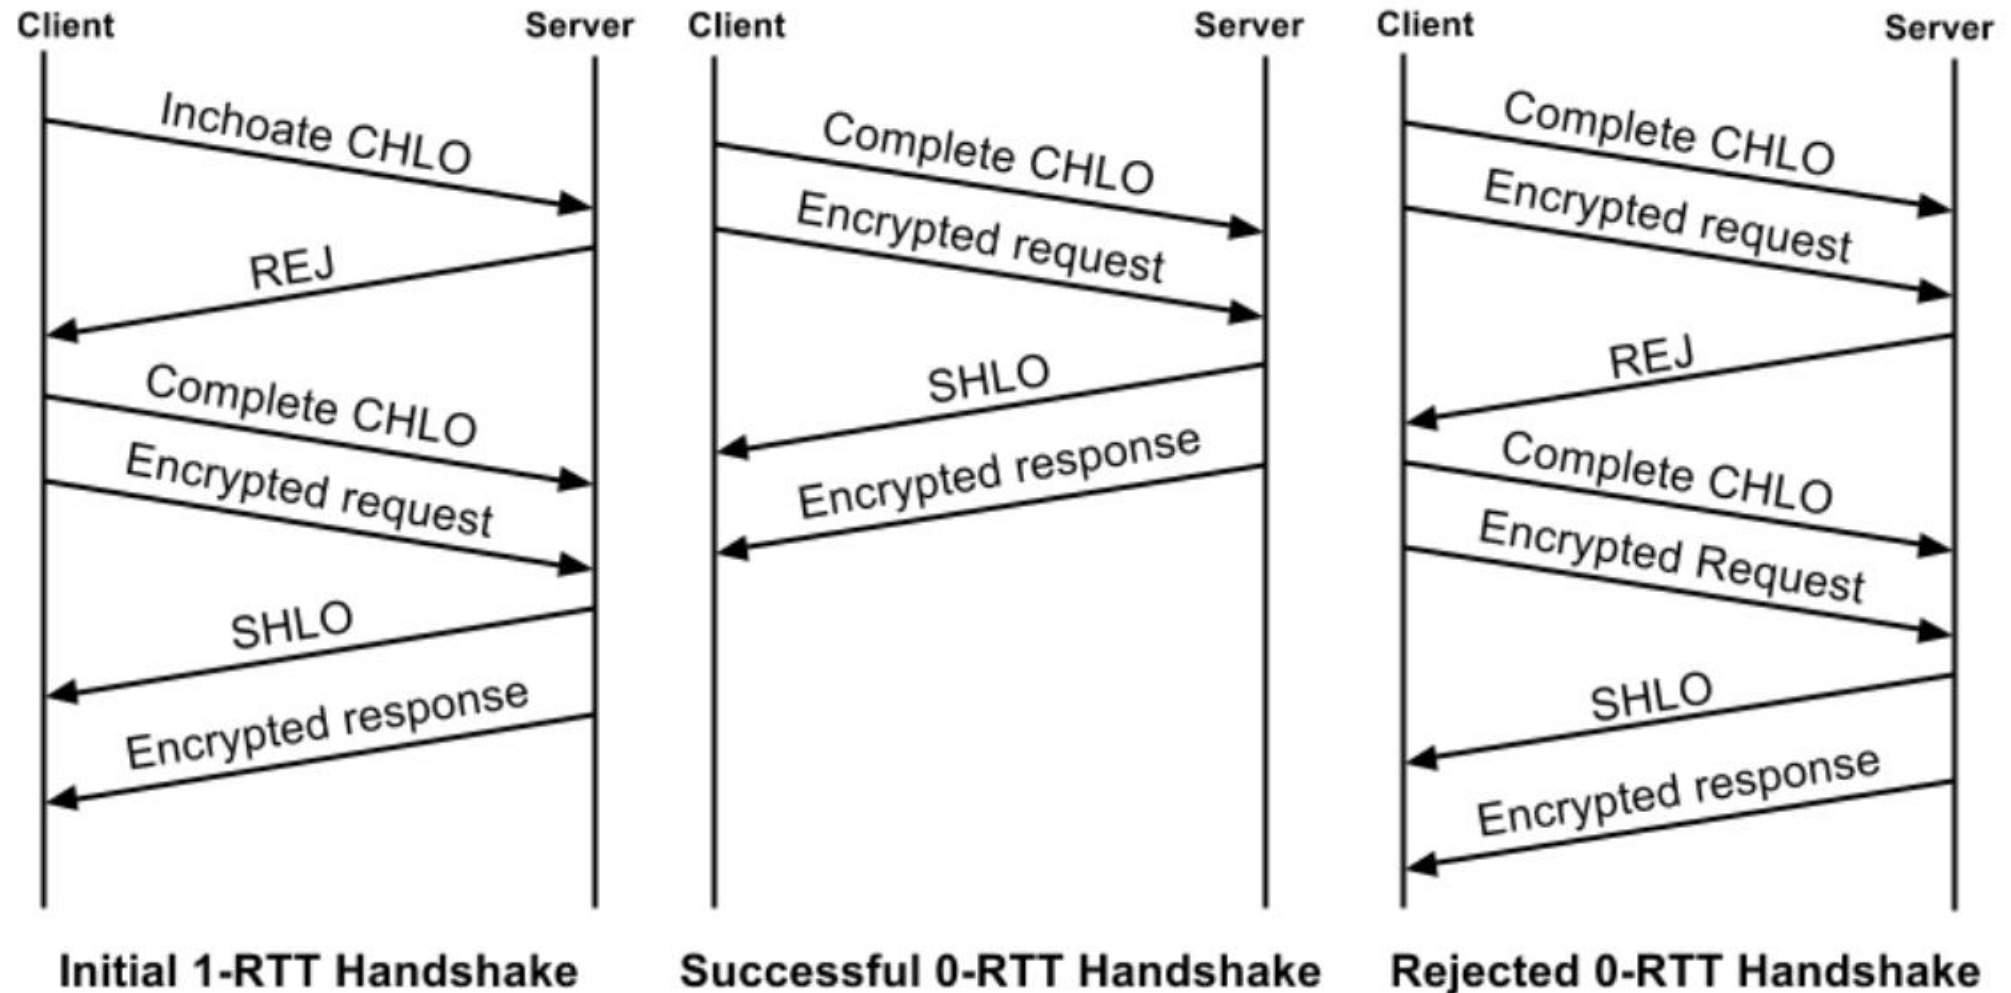 Client
Server
Inchoate CHLO
REJ
Complete CHLO
Encrypted request
SHLO
Encrypted response
Initial 1-RTT Handshake
Client
Server
Complete CHLO
Encrypted request
SHLO
Encrypted response
Successful 0-RTT Handshake
Client
Server
Complete CHLO
Encrypted request
REJ
Complete CHLO
Encrypted Request
SHLO
Encrypted response
Rejected 0-RTT Handshake